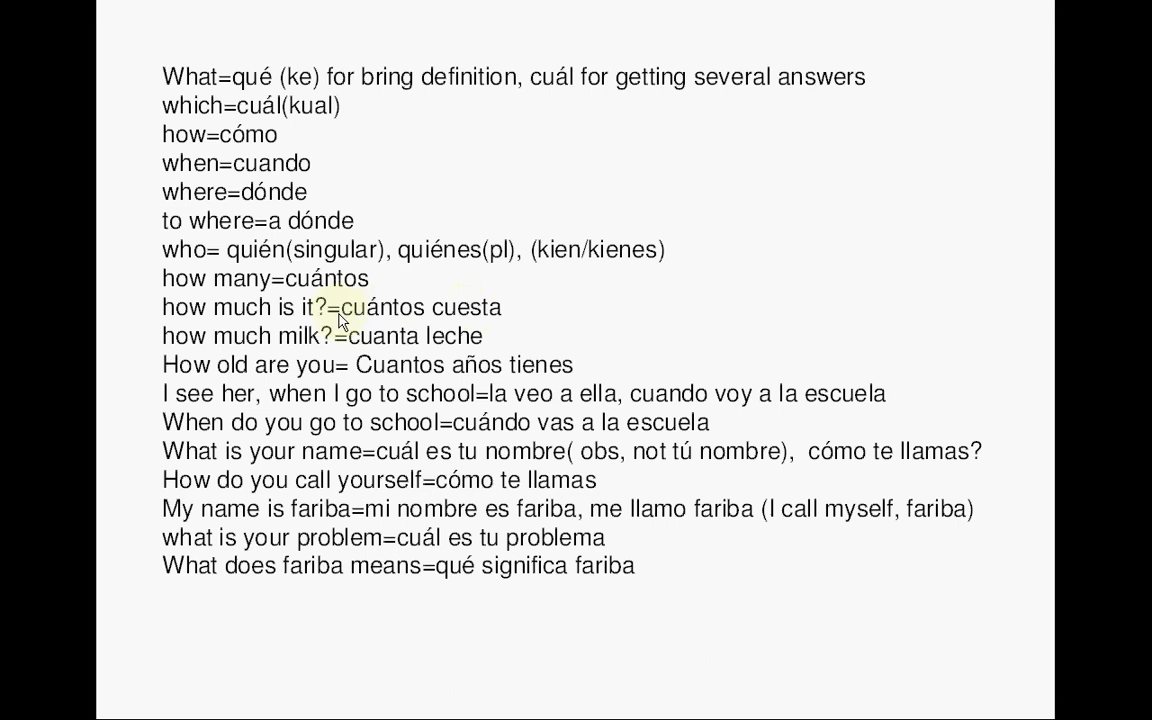 What=qué (ke) for bring definition, cuál for getting several answers
which=cuál(kual)
how=cómo
when=cuando
where=dónde
to where=a dónde
who= quién(singular), quiénes(pl), (kien/kienes)
how many=cuántos
how much is it?=cuántos cuesta
how much milk?=cuanta leche
How old are you= Cuantos años tienes
I see her, when I go to school=la veo a ella, cuando voy a la escuela
When do you go to school=cuándo vas a la escuela
What is your name=cuál es tu nombre( obs, not tú nombre),  cómo te llamas?
How do you call yourself=cómo te llamas
My name is fariba=mi nombre es fariba, me llamo fariba (I call myself, fariba)
what is your problem=cuál es tu problema
What does fariba means=qué significa fariba